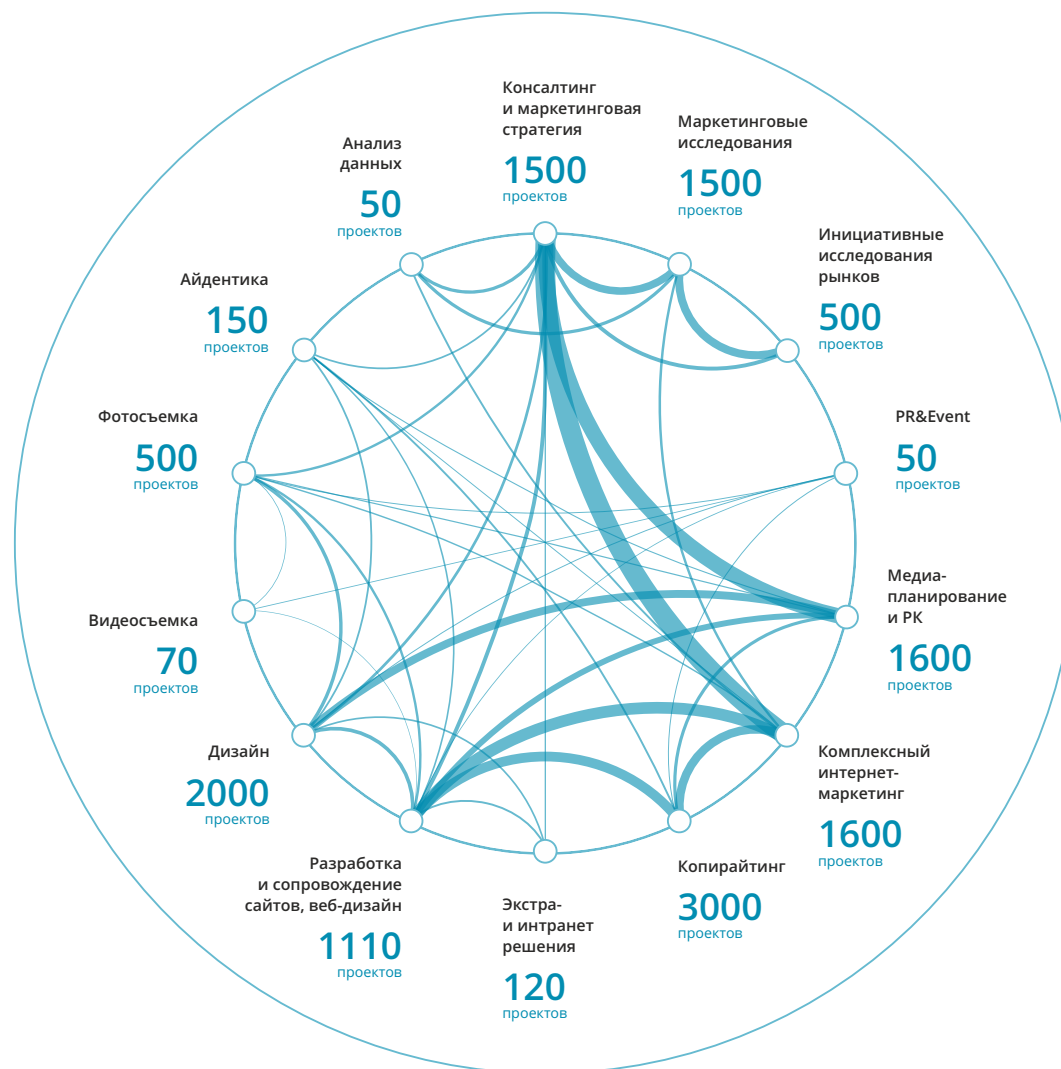 Консалтинг
и маркетинговая
стратегия
1500
проектов
Маркетинговые
исследования
1500
проектов
Инициативные
исследования
рынков
500
проектов
PR&Event
50
проектов
Медиа-
планирование
и РК
1600
проектов
Комплексный
интернет-
маркетинг
1600
проектов
Копирайтинг
3000
проектов
Экстра-
и интранет
решения
120
проектов
Разработка
и сопровождение
сайтов, веб-дизайн
1110
проектов
Дизайн
2000
проектов
Видеосъемка
70
проектов
Фотосъемка
500
проектов
Айдентика
150
проектов
Анализ
данных
50
проектов